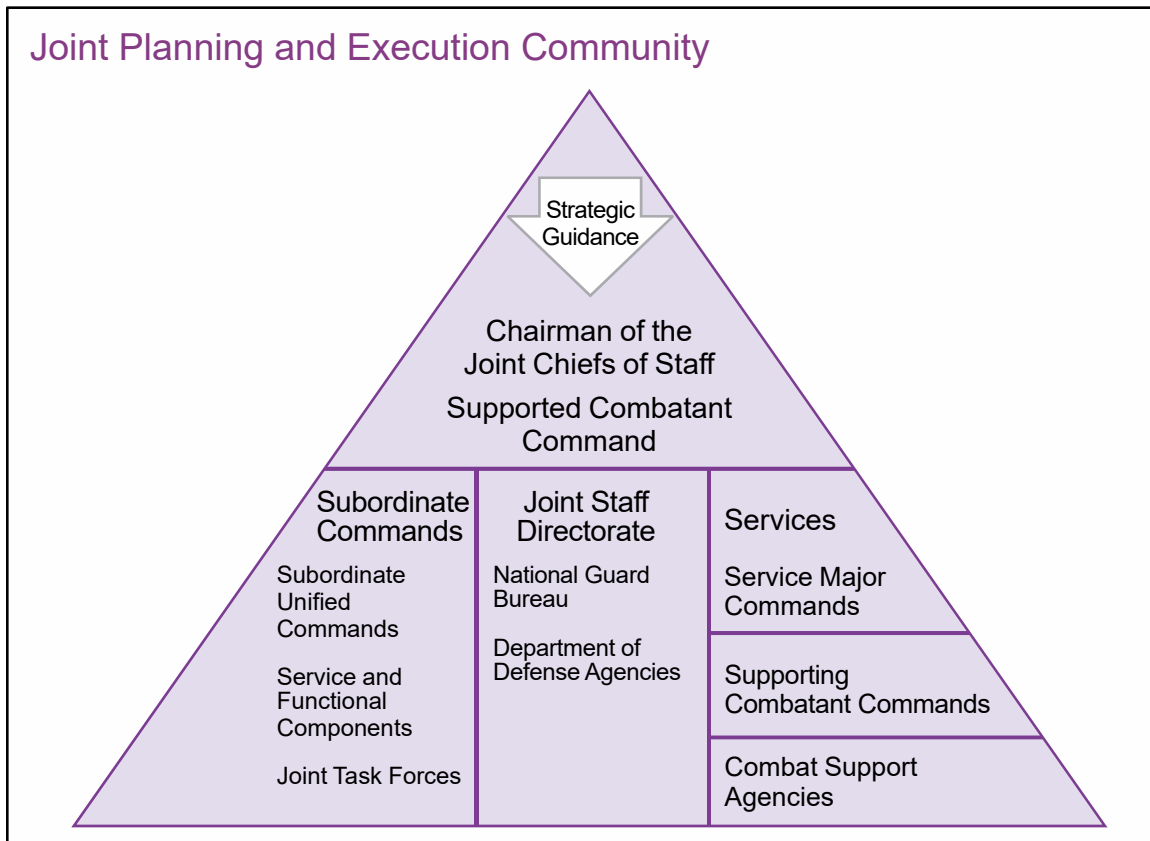 Joint Planning and Execution Community
Strategic
Guidance
Chairman of the
Joint Chiefs of Staff
Supported Combatant
Command
Subordinate
Commands
Subordinate
Unified
Commands
Service and
Functional
Components
Joint Task Forces
Joint Staff
Directorate
National Guard
Bureau
Department of
Defense Agencies
Services
Service Major
Commands
Supporting
Combatant Commands
Combat Support
Agencies